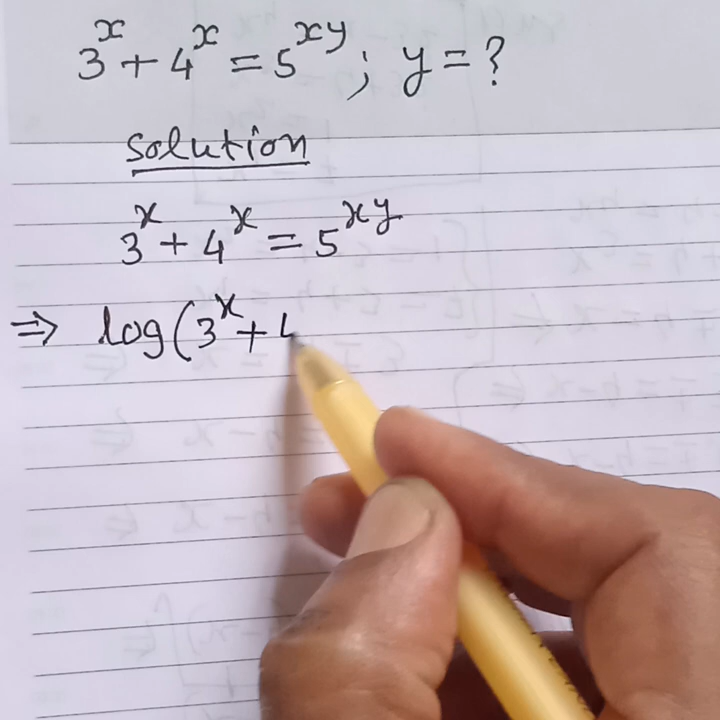 3^x + 4^x = 5^{xy} ; y = ?
Solution
3^x + 4^x = 5^{xy}
⇒ log(3^x + 4